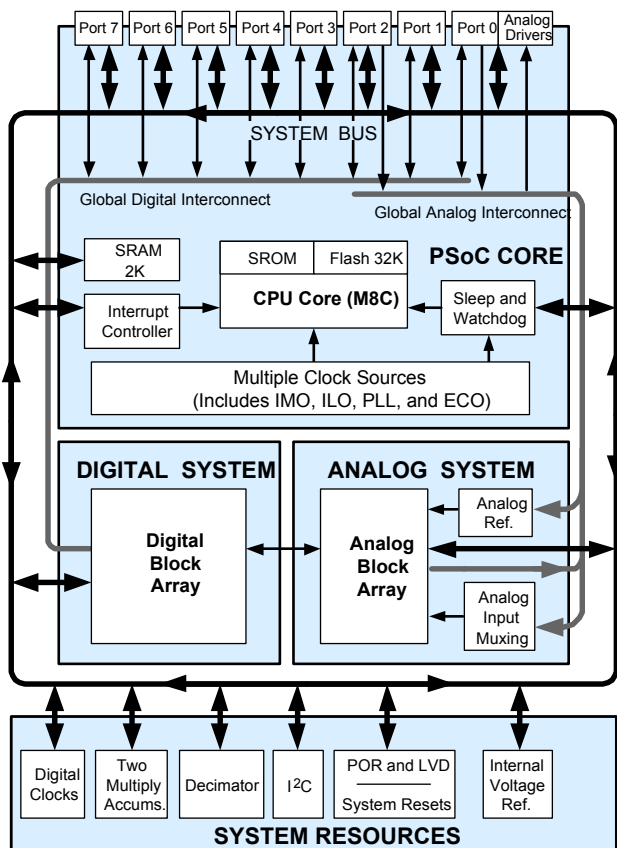 Port 7 Port 6 Port 5 Port 4 Port 3 Port 2 Port 1 Port 0 Analog
Drivers
SYSTEM BUS
Global Digital Interconnect
Global Analog Interconnect
PSoC CORE
SRAM
2K
SROM Flash 32K
CPU Core (M8C)
Interrupt
Controller
Sleep and
Watchdog
Multiple Clock Sources
(Includes IMO, ILO, PLL, and ECO)
DIGITAL SYSTEM
Digital
Block
Array
ANALOG SYSTEM
Analog
Block
Array
Analog
Ref.
Analog
Input
Muxing
Digital
Clocks
Two
Multiply
Accums.
Decimator
I²C
POR and LVD
System Resets
Internal
Voltage
Ref.
SYSTEM RESOURCES